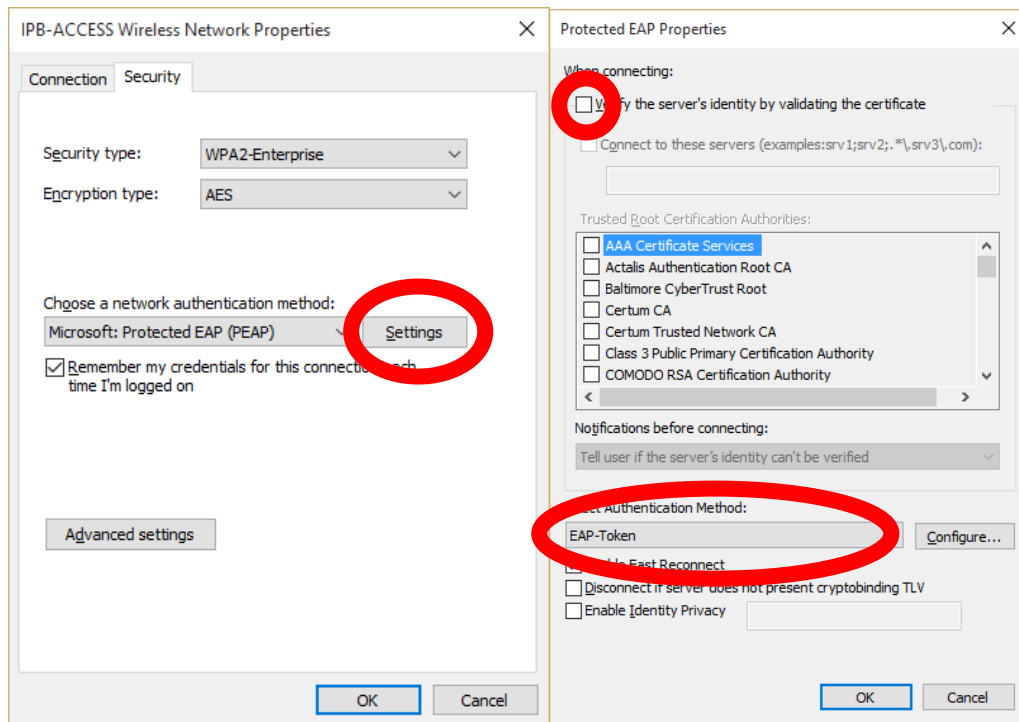 IPB-ACCESS Wireless Network Properties
Connection
Security
Security type:
WPA2-Enterprise
Encryption type:
AES
Choose a network authentication method:
Microsoft: Protected EAP (PEAP)
Settings
Remember my credentials for this connection each
time I'm logged on
Advanced settings
OK
Cancel
Protected EAP Properties
When connecting:
Verify the server's identity by validating the certificate
Connect to these servers (examples:srv1;srv2;.*\.srv3\.com):
Trusted Root Certification Authorities:
AAA Certificate Services
Actalis Authentication Root CA
Baltimore CyberTrust Root
Certum CA
Certum Trusted Network CA
Class 3 Public Primary Certification Authority
COMODO RSA Certification Authority
Notifications before connecting:
Tell user if the server's identity can't be verified
Authentication Method:
EAP-Token
Configure...
Fast Reconnect
Disconnect if server does not present cryptobinding TLV
Enable Identity Privacy
OK
Cancel